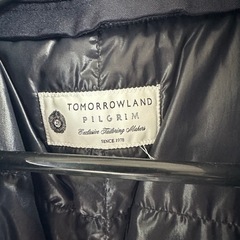 TOMORROWLAND
PILGRIM
Exclusive Tailoring Makers
SINCE 1978